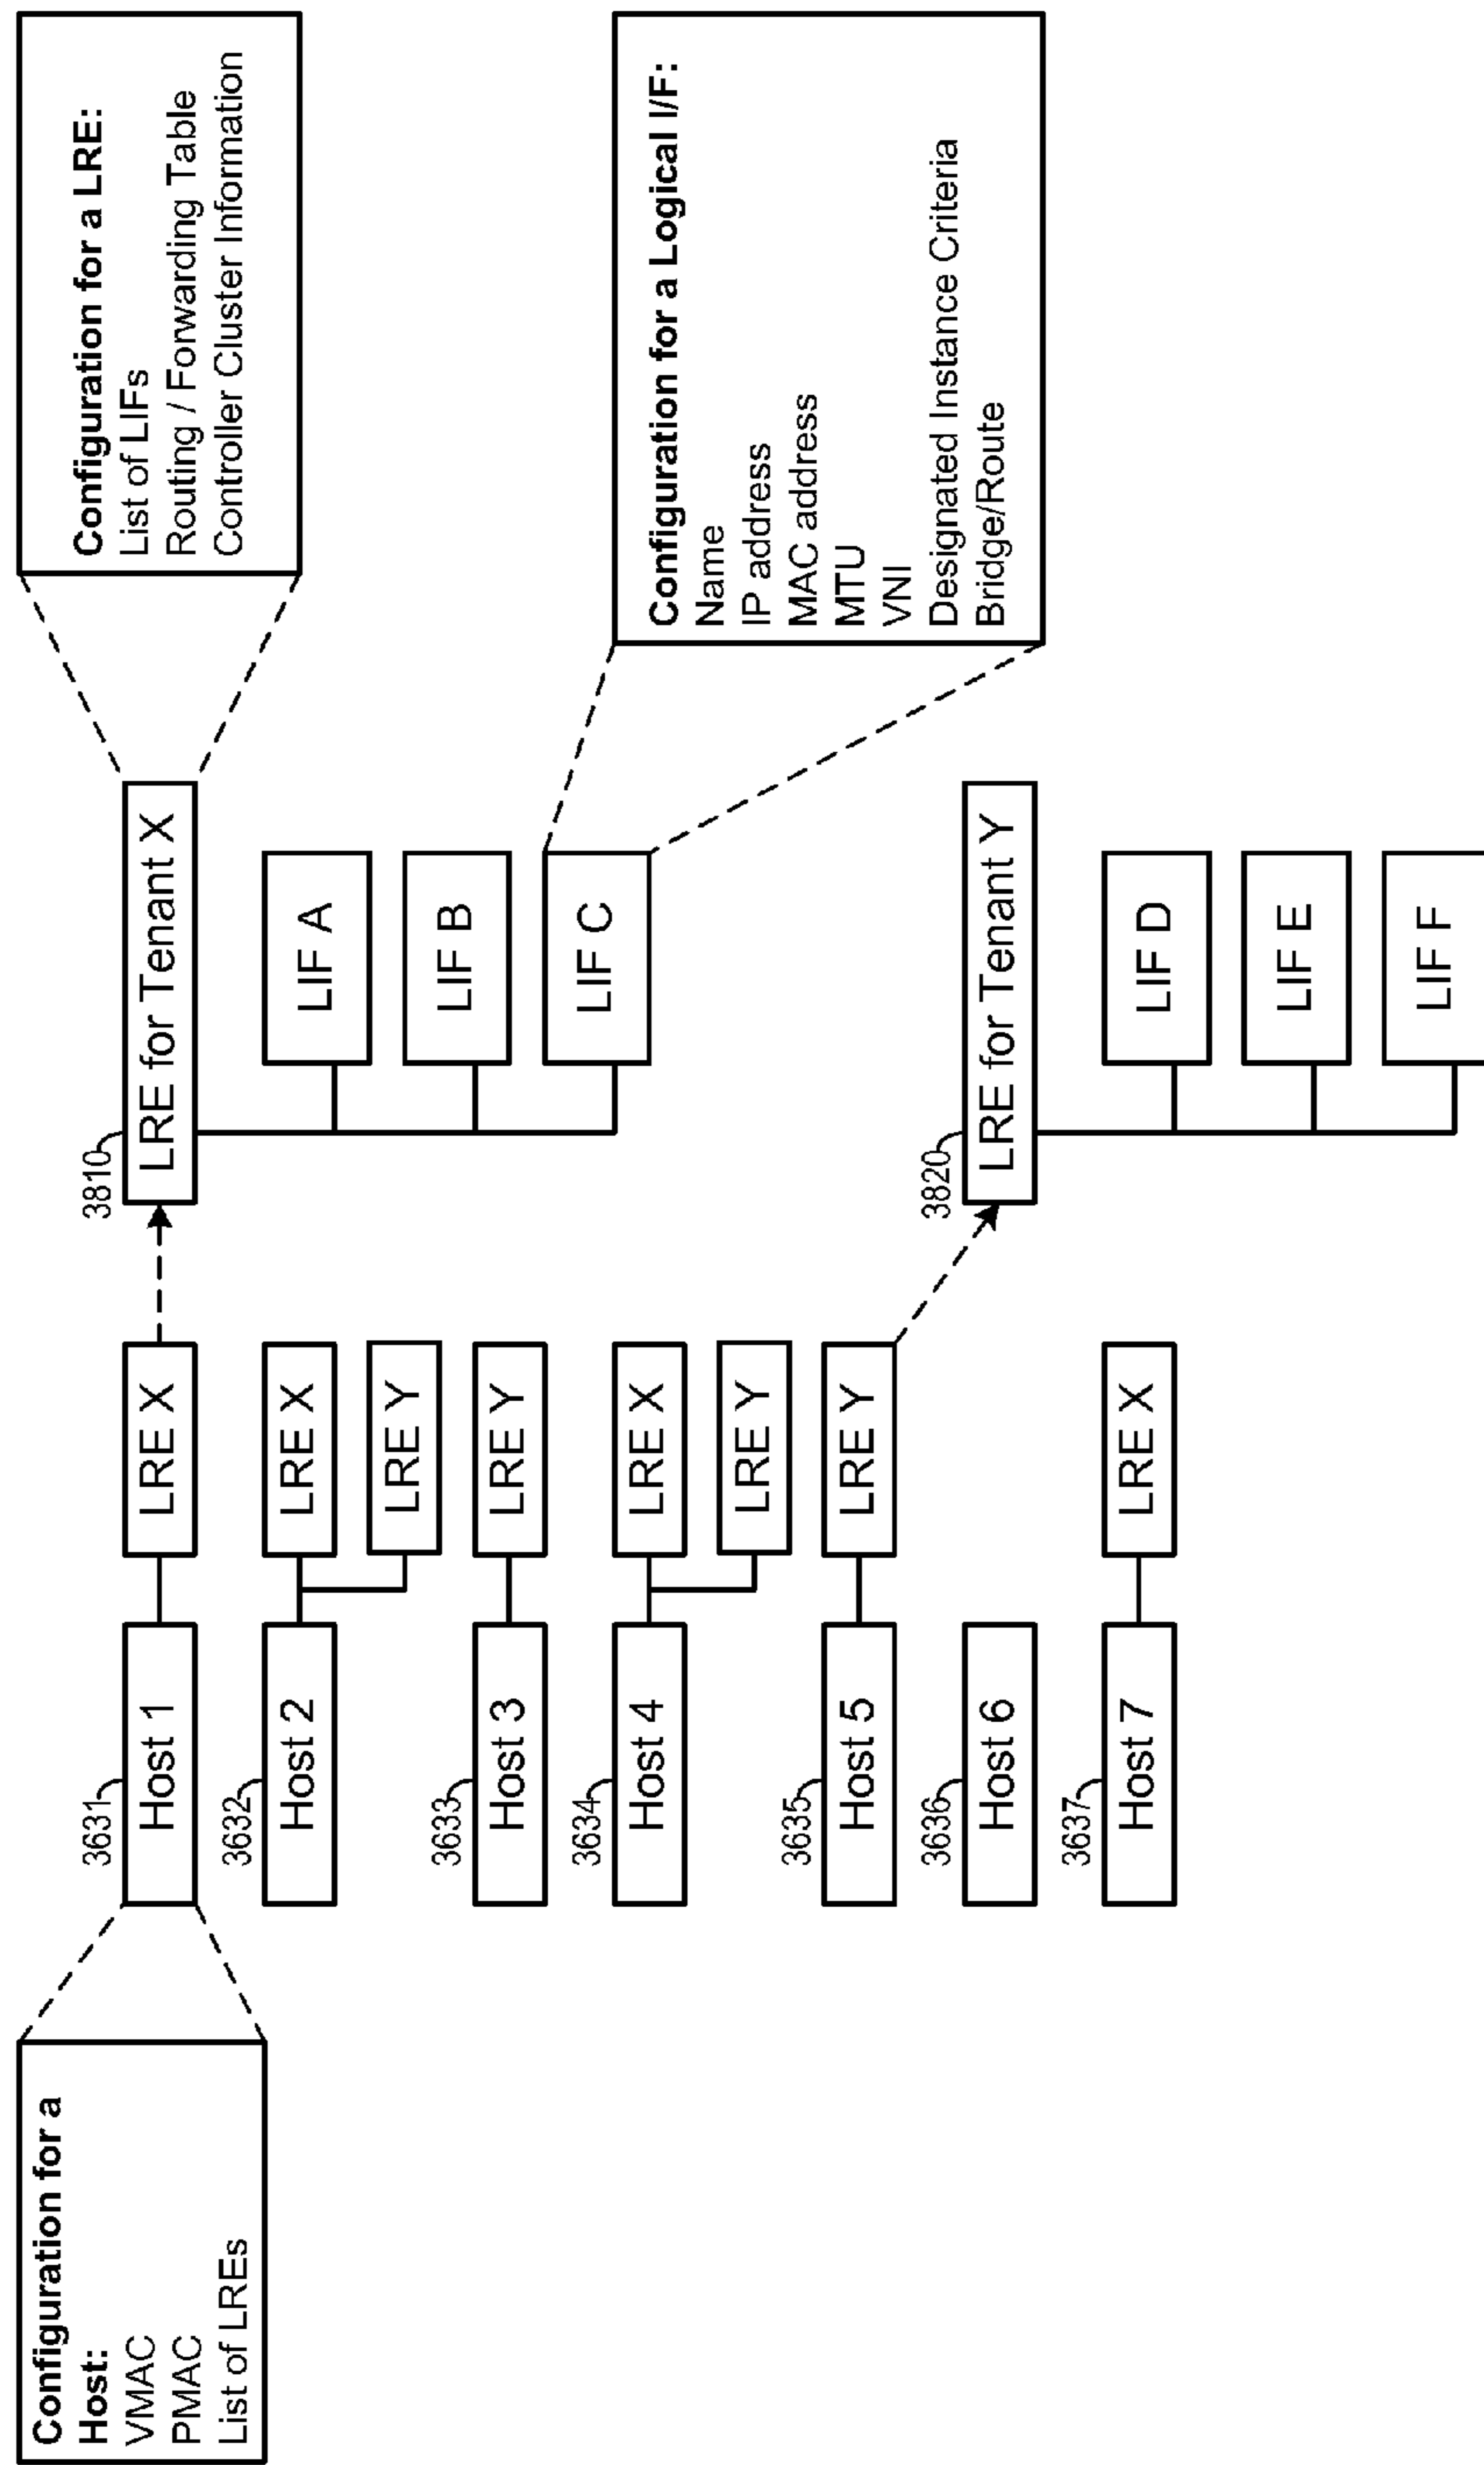 Configuration for a
Host:
VMAC
PMAC
List of LREs
3631
Host 1
LRE X
3632
Host 2
LRE X
LRE Y
3633
Host 3
LRE Y
3634
Host 4
LRE X
LRE Y
3635
Host 5
LRE Y
3636
Host 6
3637
Host 7
LRE X
3810
LRE for Tenant X
LIF A
LIF B
LIF C
3820
LRE for Tenant Y
LIF D
LIF E
LIF F
Configuration for a LRE:
List of LIFs
Routing / Forwarding Table
Controller Cluster Information
Configuration for a Logical I/F:
Name
IP address
MAC address
MTU
VNI
Designated Instance Criteria
Bridge/Route